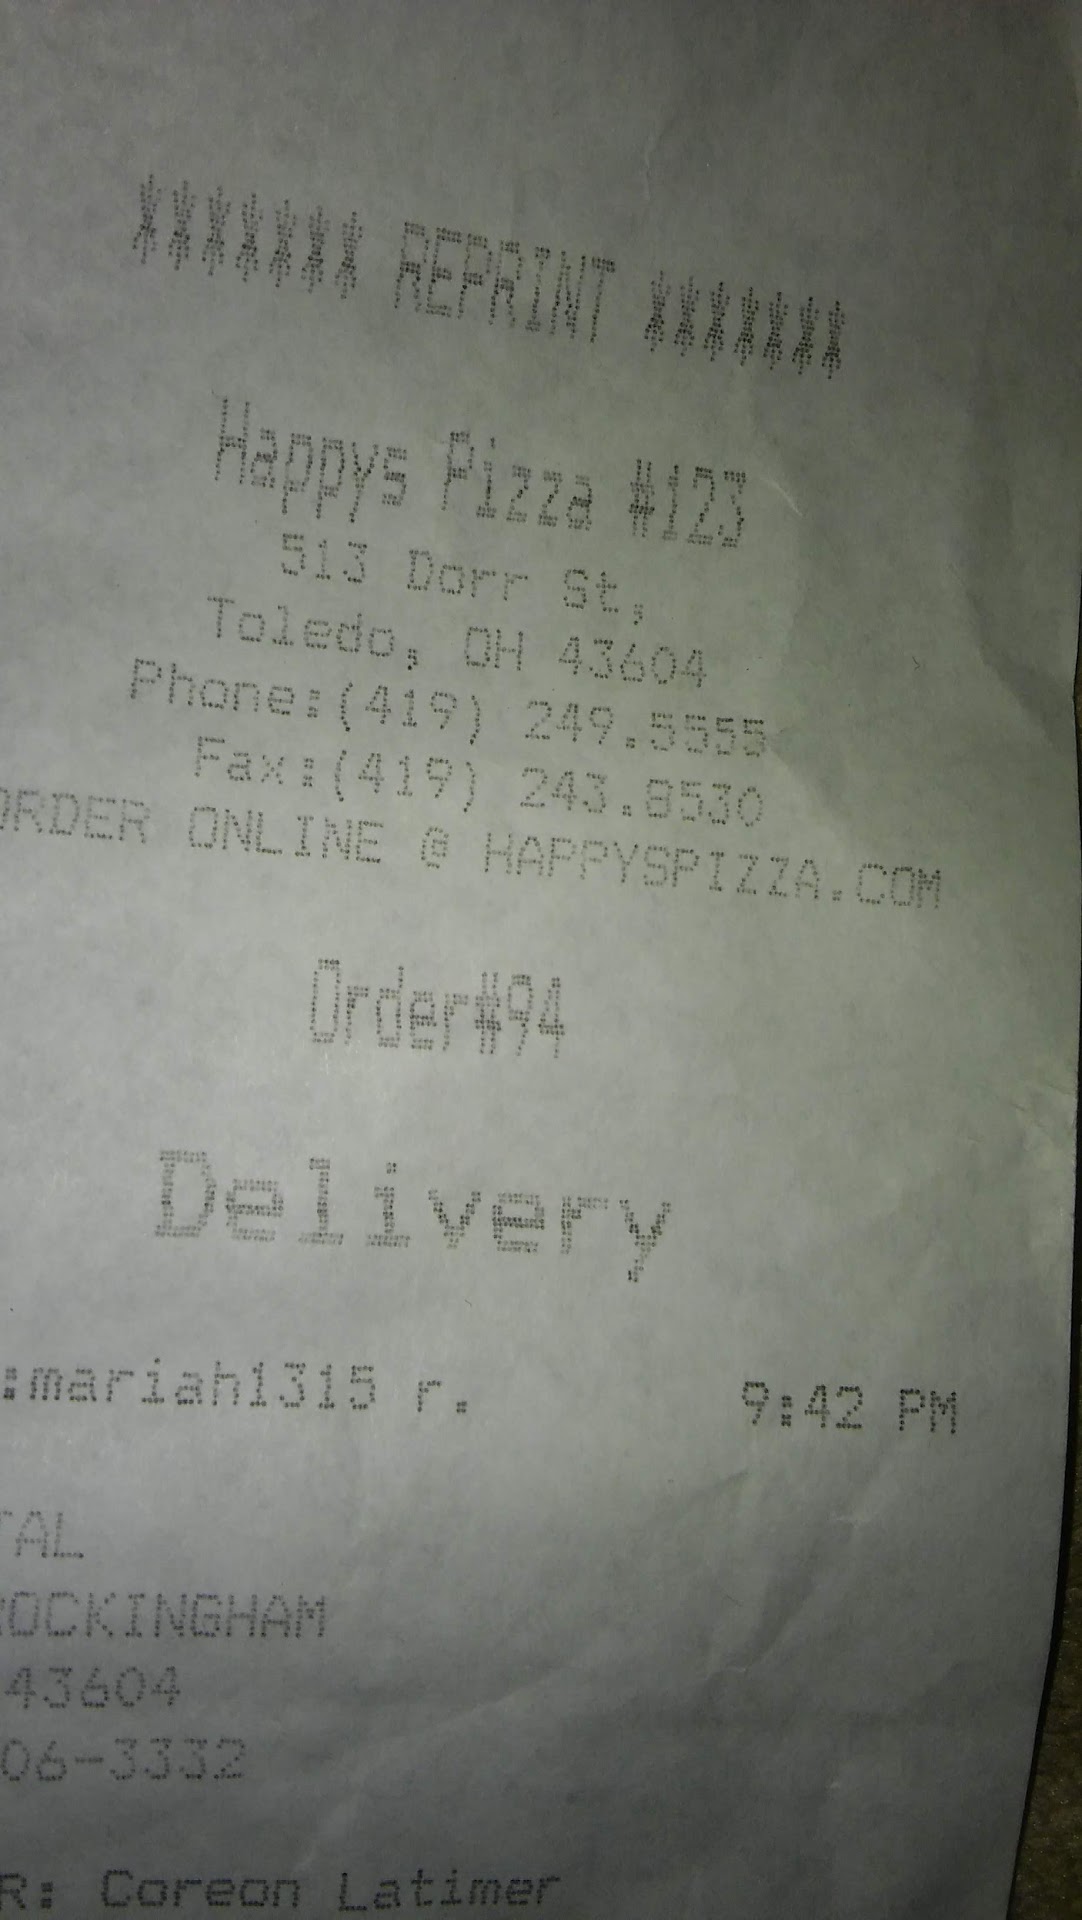 ******* REPRINT *******
Happys Pizza #123
513 Dorr St,
Toledo, OH 43604
Phone:(419) 249.5555
Fax:(419) 243.8530
ORDER ONLINE @ HAPPYSPIZZA.COM
Order#94
Delivery
:mariah1315 r. 9:42 PM
TAL
OCKINGHAM
43604
06-3332
R: Coreon Latimer